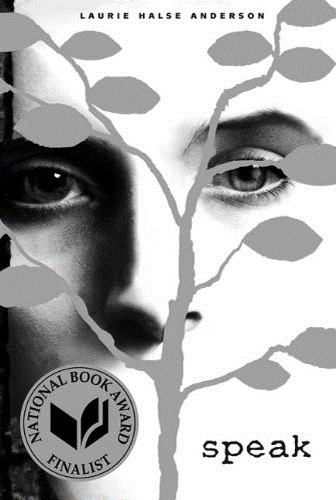 LAURIE HALSE ANDERSON
NATIONAL BOOK AWARD
FINALIST
speak